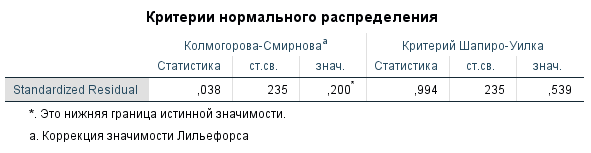 Критерии нормального распределения
Колмогорова-Смирноваª Критерий Шапиро-Уилка
Статистика ст.св. знач. Статистика ст.св. знач.
Standardized Residual ,038 235 ,200* ,994 235 ,539
*. Это нижняя граница истинной значимости.
a. Коррекция значимости Лильефорса